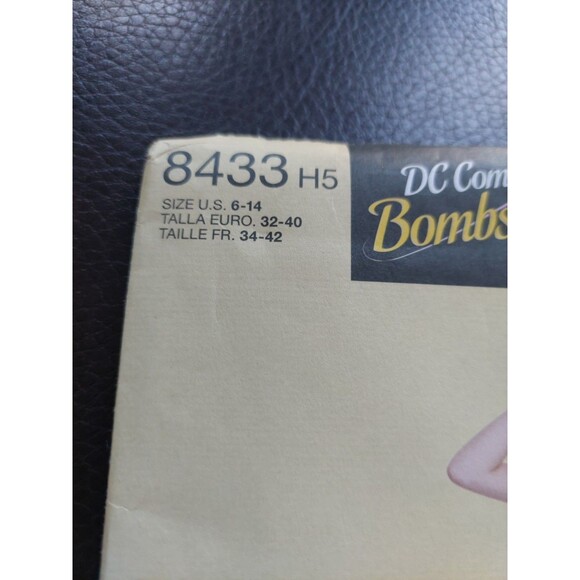 8433 H5
SIZE U.S. 6-14
TALLA EURO. 32-40
TAILLE FR. 34-42
DC Com
Bombs